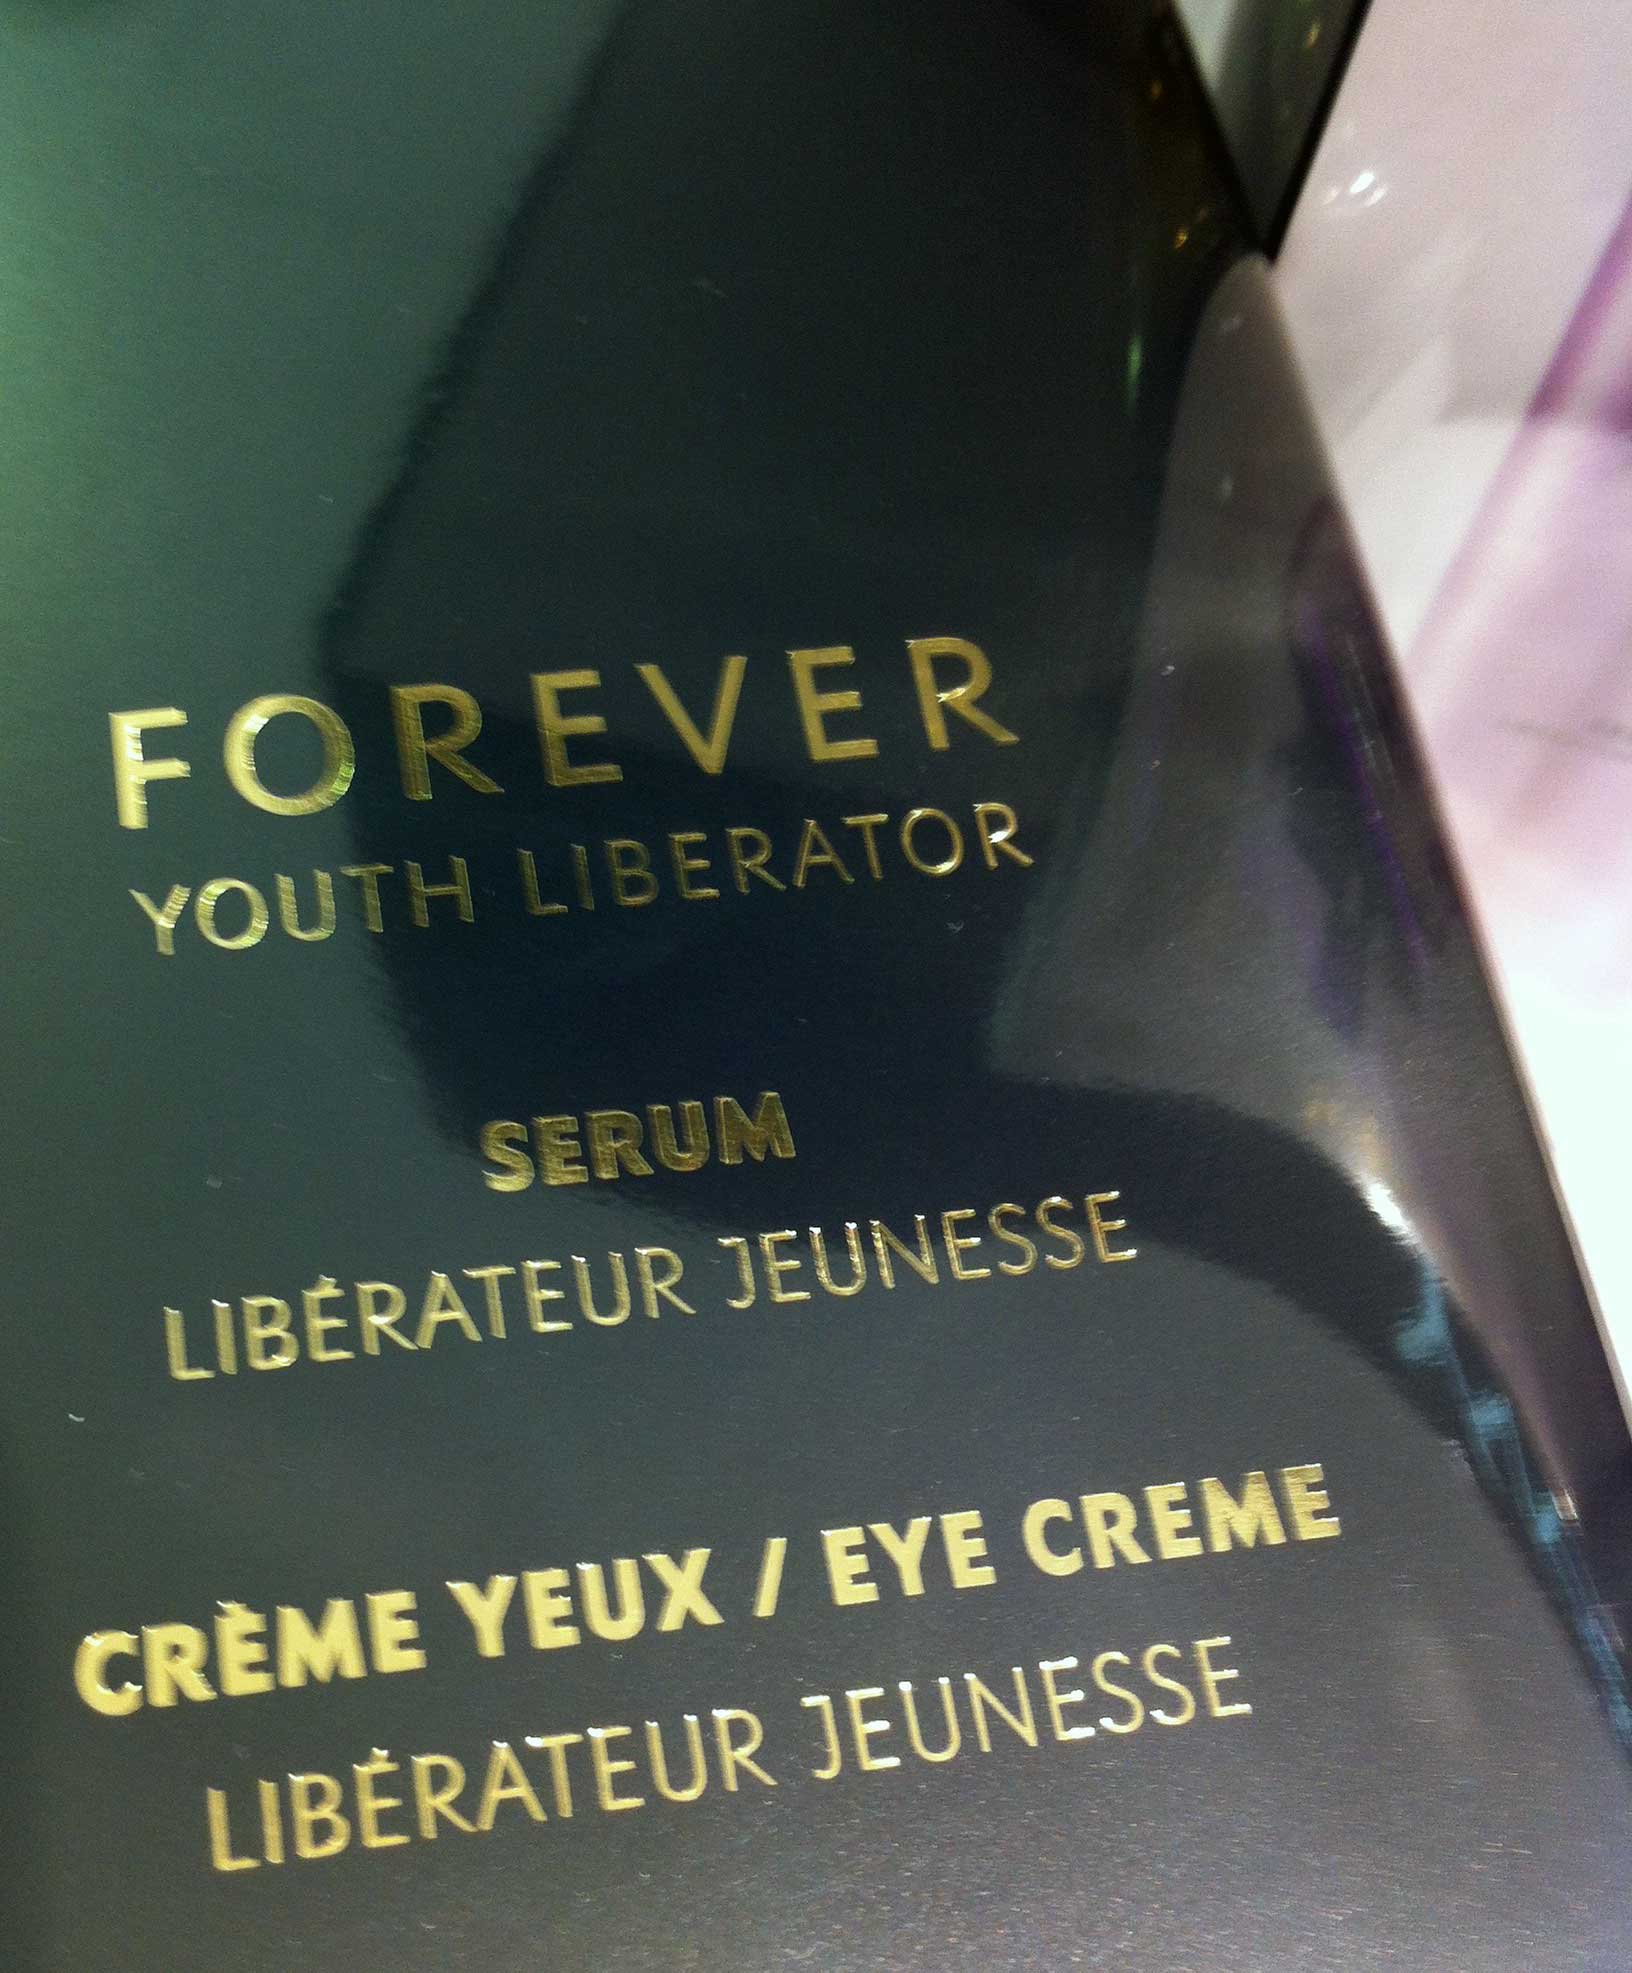 FOREVER
YOUTH LIBERATOR
SERUM
LIBÉRATEUR JEUNESSE
CRÈME YEUX / EYE CREME
LIBÉRATEUR JEUNESSE